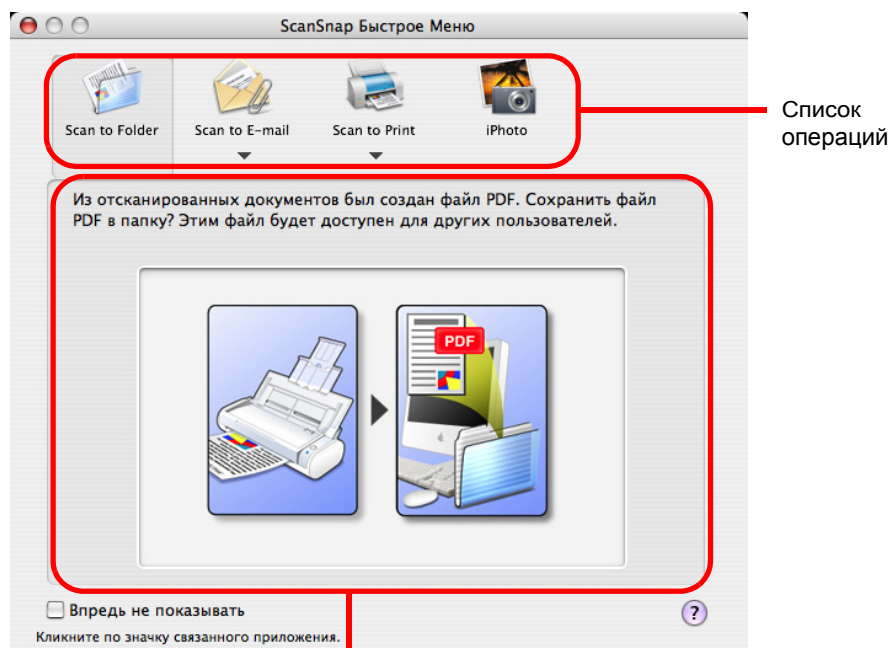 ScanSnap Быстрое Меню
Scan to Folder
Scan to E-mail
Scan to Print
iPhoto
Список
операций
Из отсканированных документов был создан файл PDF. Сохранить файл
PDF в папку? Этим файл будет доступен для других пользователей.
PDF
Впредь не показывать
?
Кликните по значку связанного приложения.